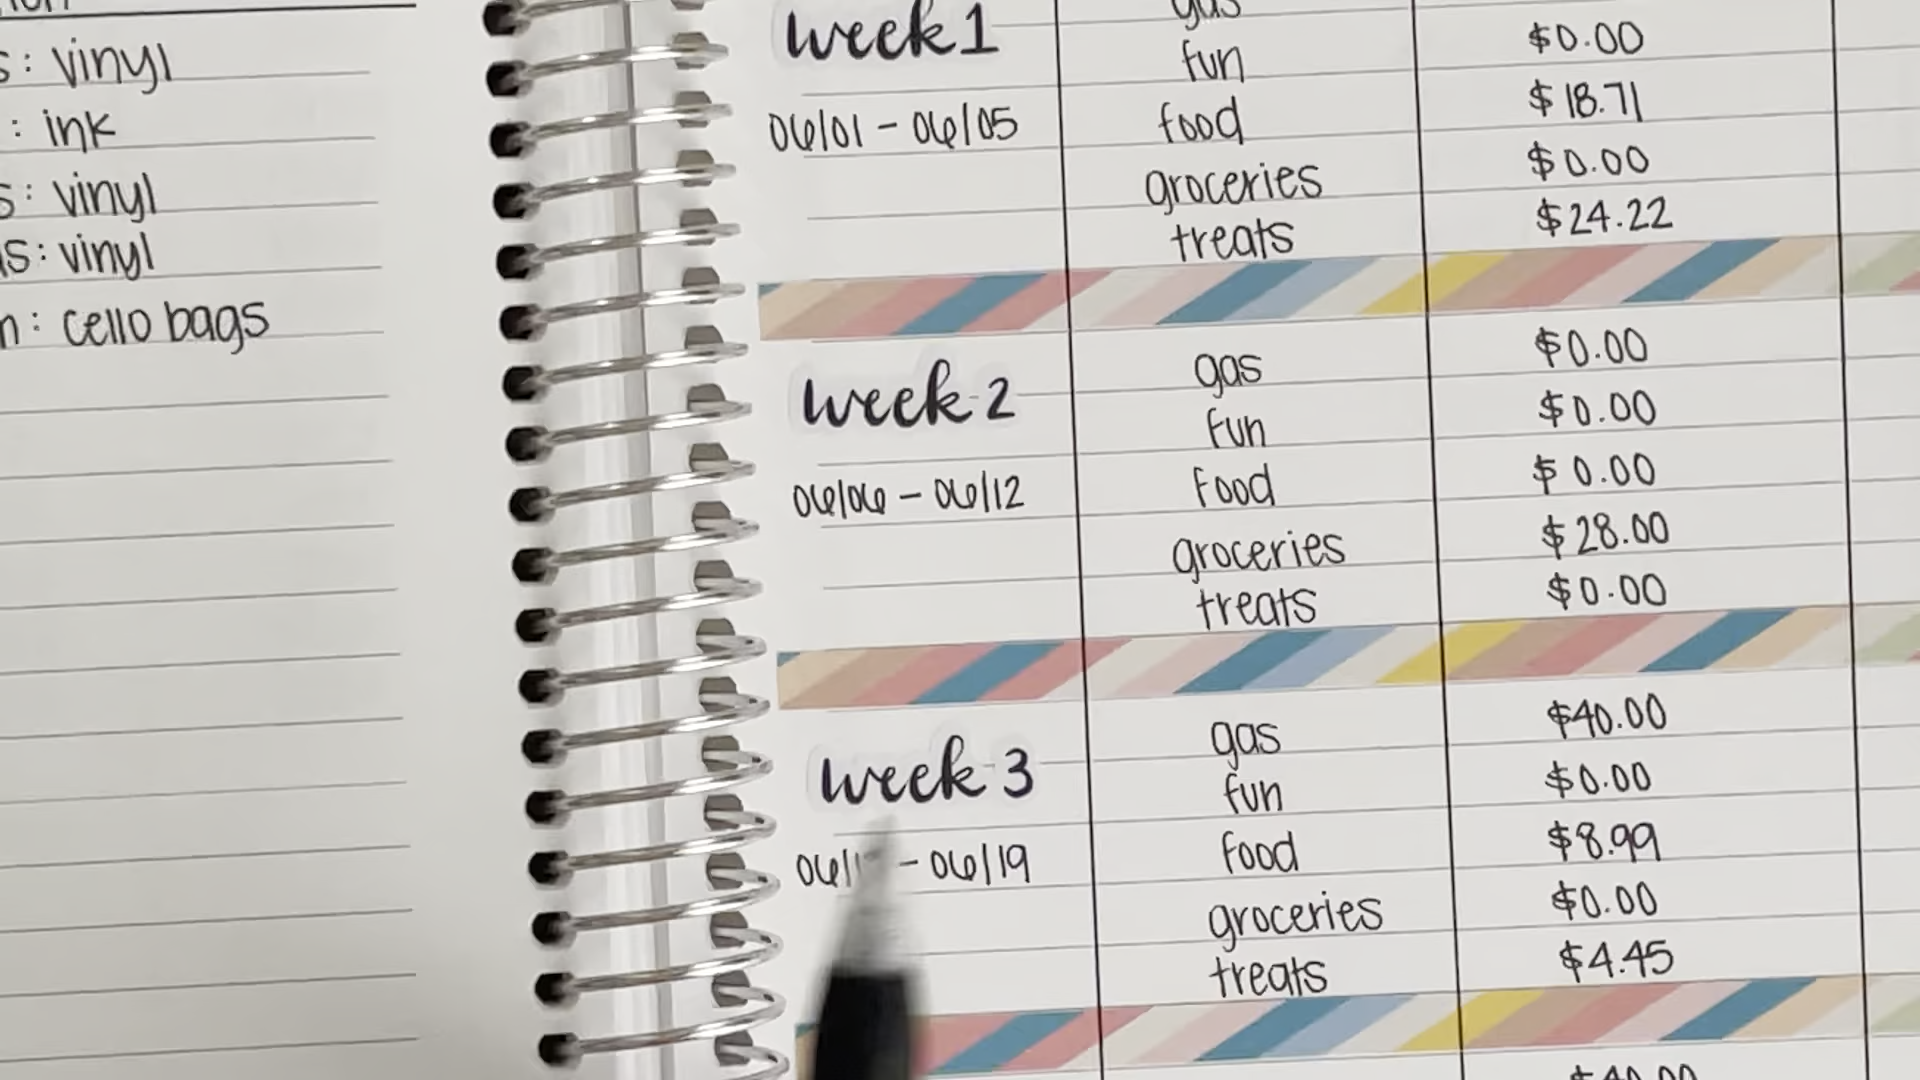 s: vinyl
: ink
s: vinyl
s: vinyl
n: cello bags
week 1
06/01 - 06/05
gas
fun $0.00
food $18.71
groceries $0.00
treats $24.22
week 2
06/06 - 06/12
gas $0.00
fun $0.00
food $0.00
groceries $28.00
treats $0.00
week 3
- 06/19
gas $40.00
fun $0.00
food $8.99
groceries $0.00
treats $4.45